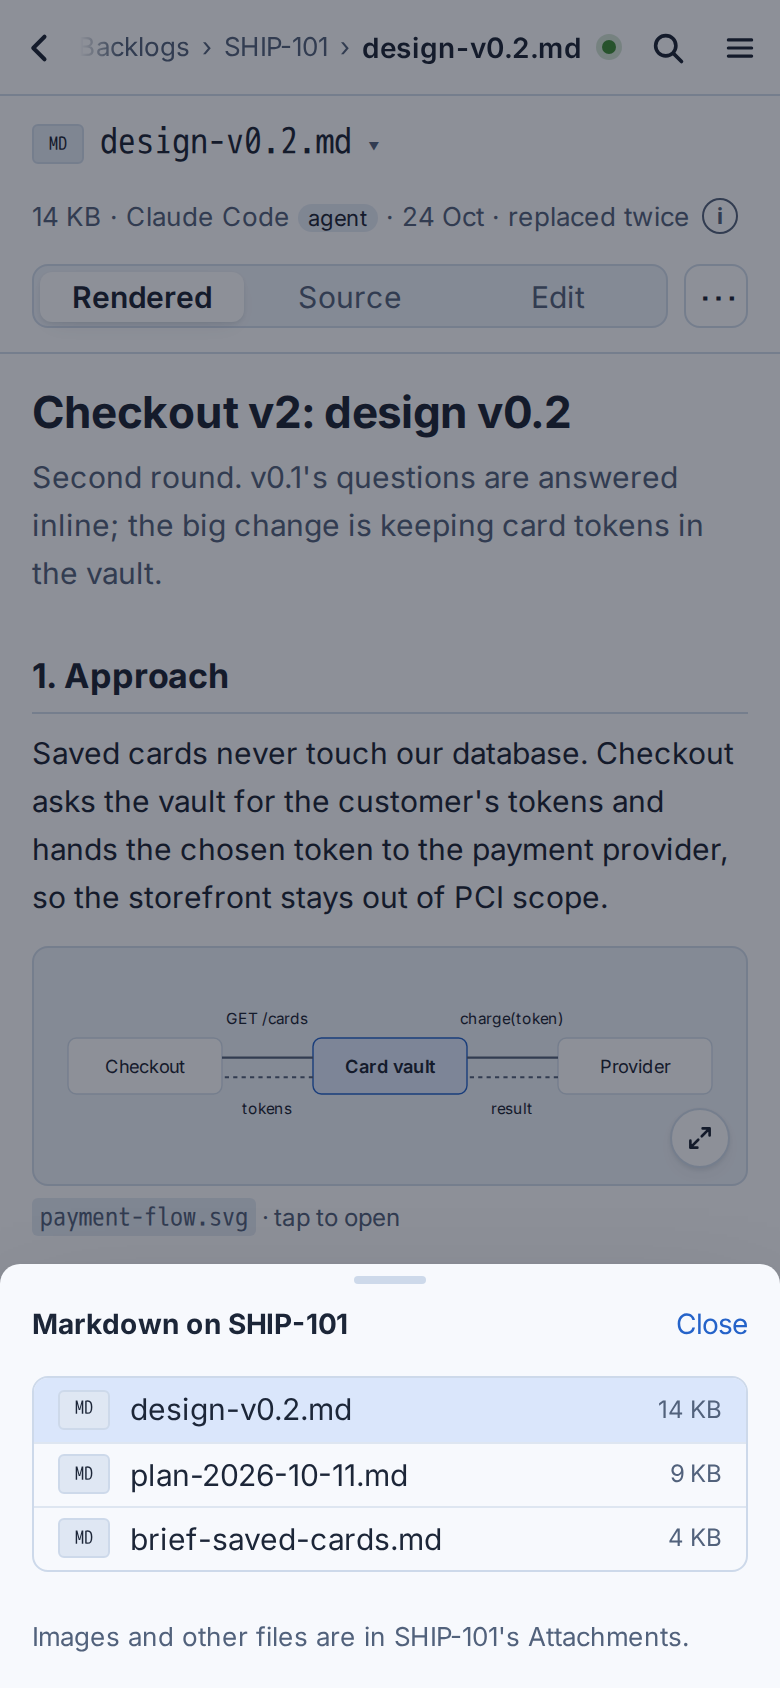 Backlogs › SHIP-101 › design-v0.2.md
MD design-v0.2.md ▾
14 KB · Claude Code agent · 24 Oct · replaced twice i
Rendered Source Edit ···
Checkout v2: design v0.2
Second round. v0.1's questions are answered
inline; the big change is keeping card tokens in
the vault.
1. Approach
Saved cards never touch our database. Checkout
asks the vault for the customer's tokens and
hands the chosen token to the payment provider,
so the storefront stays out of PCI scope.
GET /cards charge(token)
Checkout Card vault Provider
tokens result
payment-flow.svg · tap to open
Markdown on SHIP-101 Close
MD design-v0.2.md 14 KB
MD plan-2026-10-11.md 9 KB
MD brief-saved-cards.md 4 KB
Images and other files are in SHIP-101's Attachments.